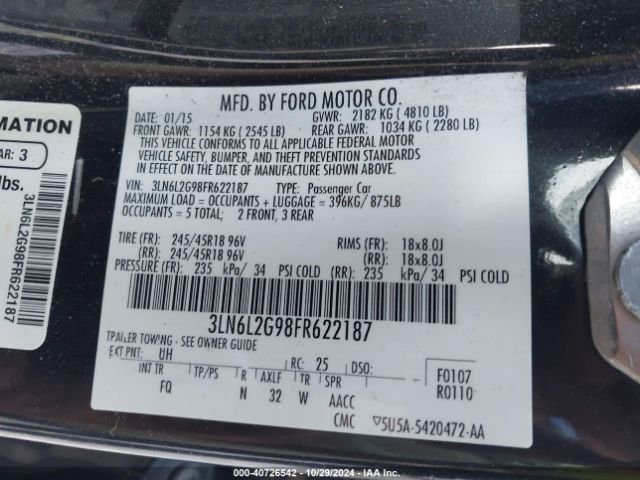 MATION
AR: 3
lbs.
3LN6L2G98FR622187
MFD. BY FORD MOTOR CO.
DATE: 01/15 GVWR: 2182 KG ( 4810 LB)
FRONT GAWR: 1154 KG ( 2545 LB) REAR GAWR: 1034 KG ( 2280 LB)
THIS VEHICLE CONFORMS TO ALL APPLICABLE FEDERAL MOTOR
VEHICLE SAFETY, BUMPER, AND THEFT PREVENTION STANDARDS
IN EFFECT ON THE DATE OF MANUFACTURE SHOWN ABOVE.
VIN: 3LN6L2G98FR622187 TYPE: Passenger Car
MAXIMUM LOAD = OCCUPANTS + LUGGAGE = 396KG/ 875LB
OCCUPANTS = 5 TOTAL; 2 FRONT, 3 REAR
TIRE (FR): 245/45R18 96V RIMS (FR): 18x8.0J
(RR): 245/45R18 96V (RR): 18x8.0J
PRESSURE (FR): 235 kPa/ 34 PSI COLD (RR): 235 kPa/ 34 PSI COLD
3LN6L2G98FR622187
TRAILER TOWING - SEE OWNER GUIDE
EXT PNT: UH RC: 25 DSO:
INT TR TP/PS R AXLE TR SPR F0107
FQ N 32 W AACC R0110
CMC ▽5U5A-5420472-AA
000-40726542 - 10/29/2024 - IAA Inc.